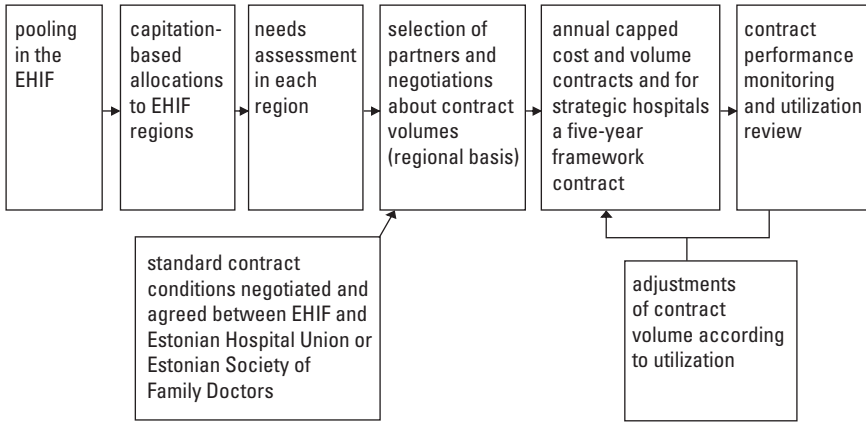 pooling
in the
EHIF
capitation-
based
allocations
to EHIF
regions
needs
assessment
in each
region
selection of
partners and
negotiations
about contract
volumes
(regional basis)
annual capped
cost and volume
contracts and for
strategic hospitals
a five-year
framework
contract
contract
performance
monitoring
and utilization
review
standard contract
conditions negotiated and
agreed between EHIF and
Estonian Hospital Union or
Estonian Society of
Family Doctors
adjustments
of contract
volume according
to utilization